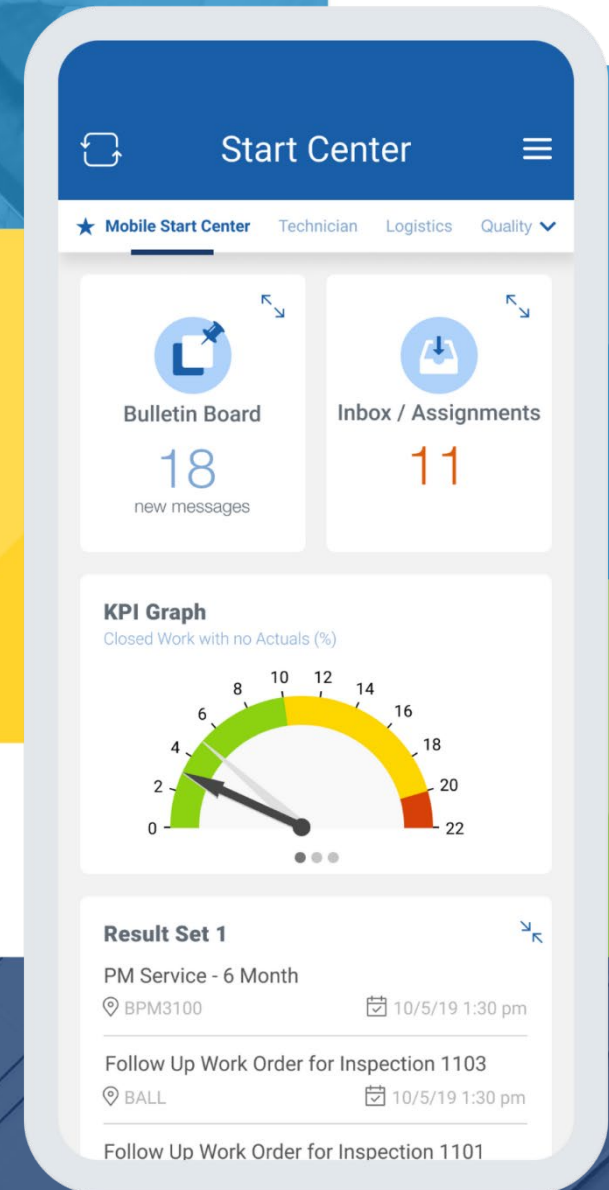 Start Center
Mobile Start Center Technician Logistics Quality
Bulletin Board
18
new messages
Inbox / Assignments
11
KPI Graph
Closed Work with no Actuals (%)
0 2 4 6 8 10 12 14 16 18 20 22
Result Set 1
PM Service - 6 Month
BPM3100 10/5/19 1:30 pm
Follow Up Work Order for Inspection 1103
BALL 10/5/19 1:30 pm
Follow Up Work Order for Inspection 1101